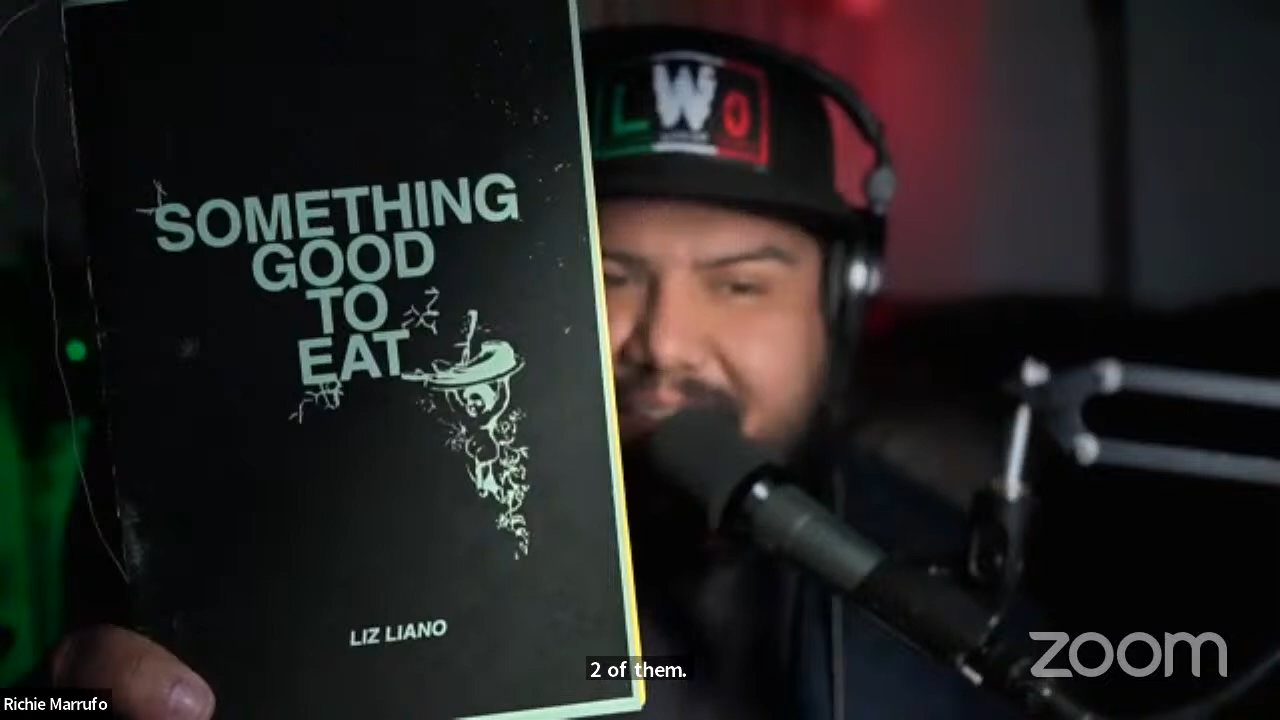 LWO
SOMETHING
GOOD
TO
EAT
LIZ LIANO
2 of them.
zoom
Richie Marrufo